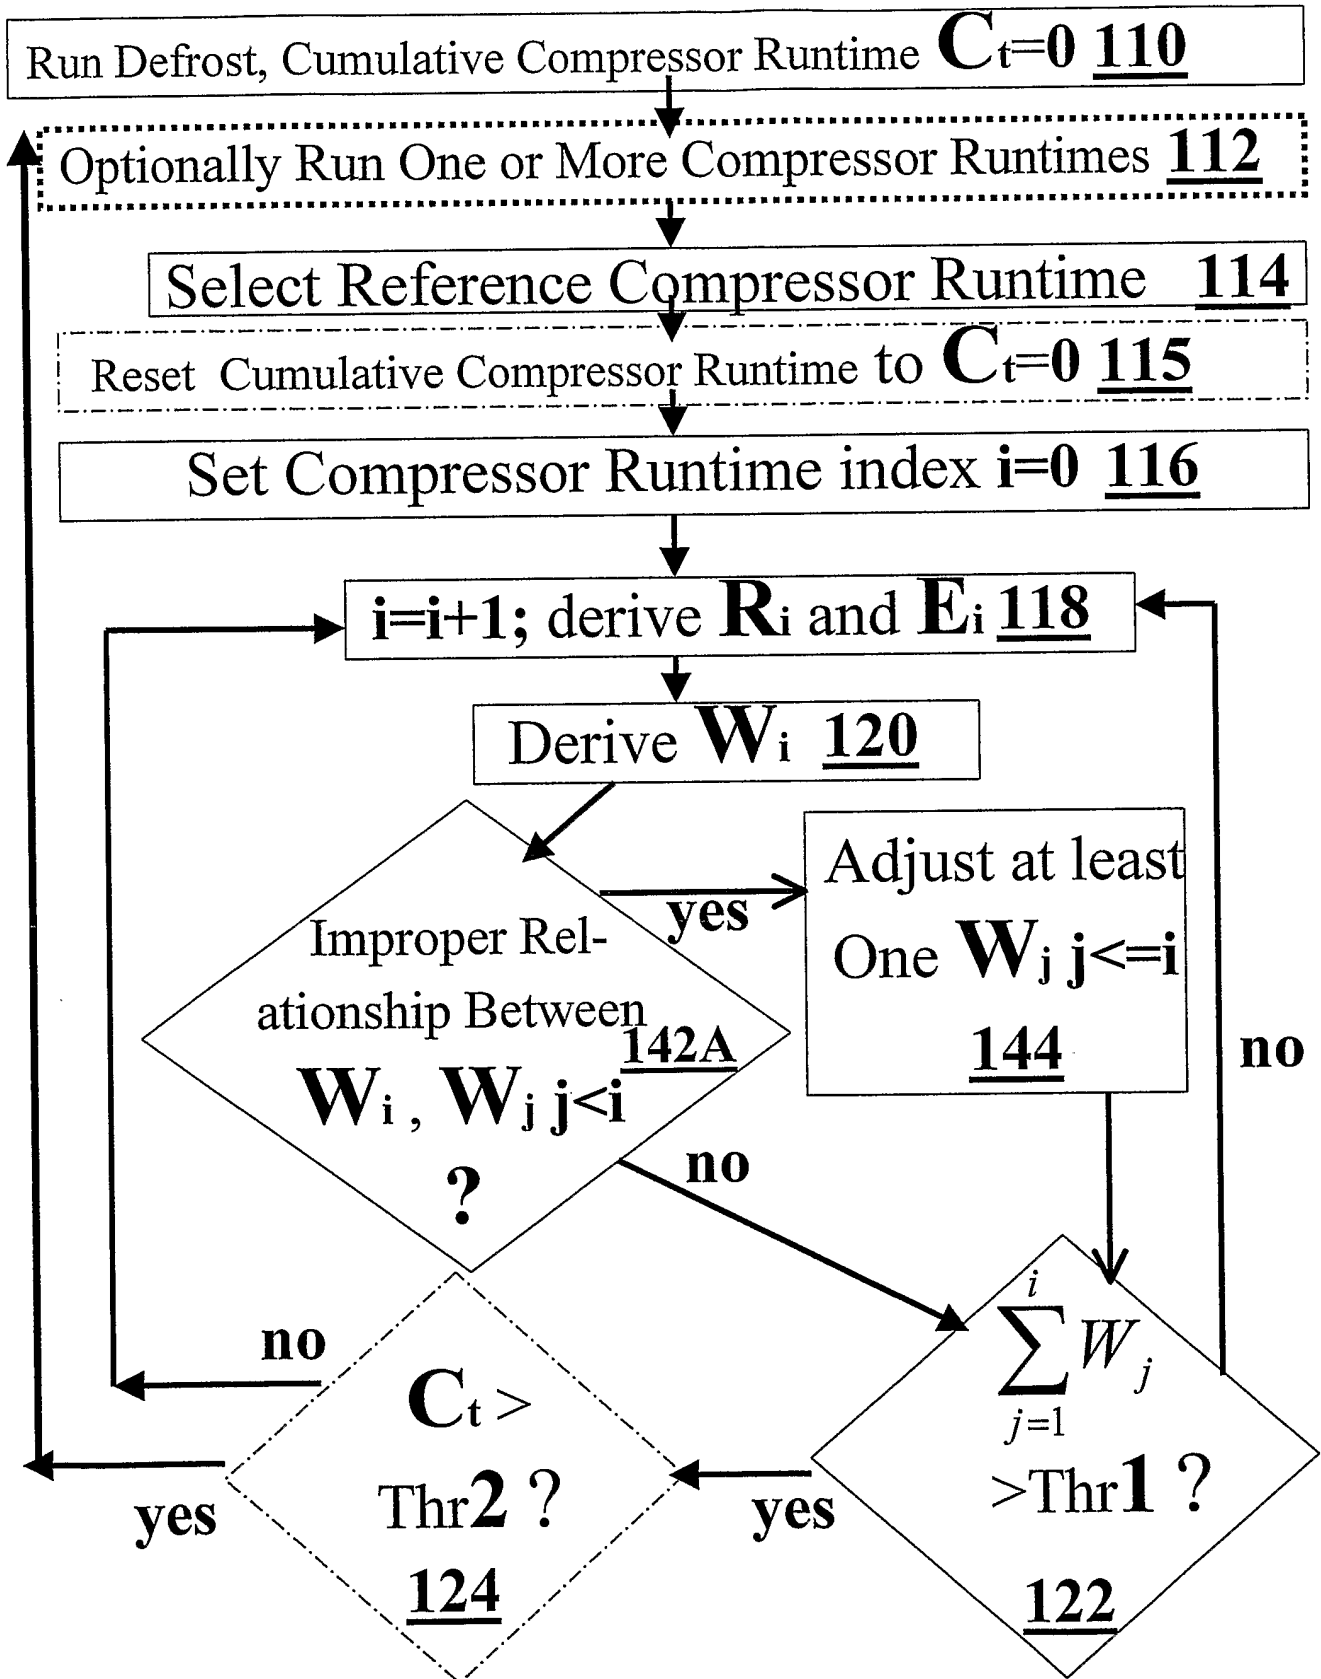 Run Defrost, Cumulative Compressor Runtime Ct=0 110
Optionally Run One or More Compressor Runtimes 112
Select Reference Compressor Runtime 114
Reset Cumulative Compressor Runtime to Ct=0 115
Set Compressor Runtime index i=0 116
i=i+1; derive Ri and Ei 118
Derive Wi 120
Improper Rel-
ationship Between
142A
Wi , Wj j<i
?
yes
Adjust at least
One Wj j<=i
144
no
no
i
∑ Wj
j=1
>Thr1 ?
122
yes
no
Ct >
Thr2 ?
124
yes